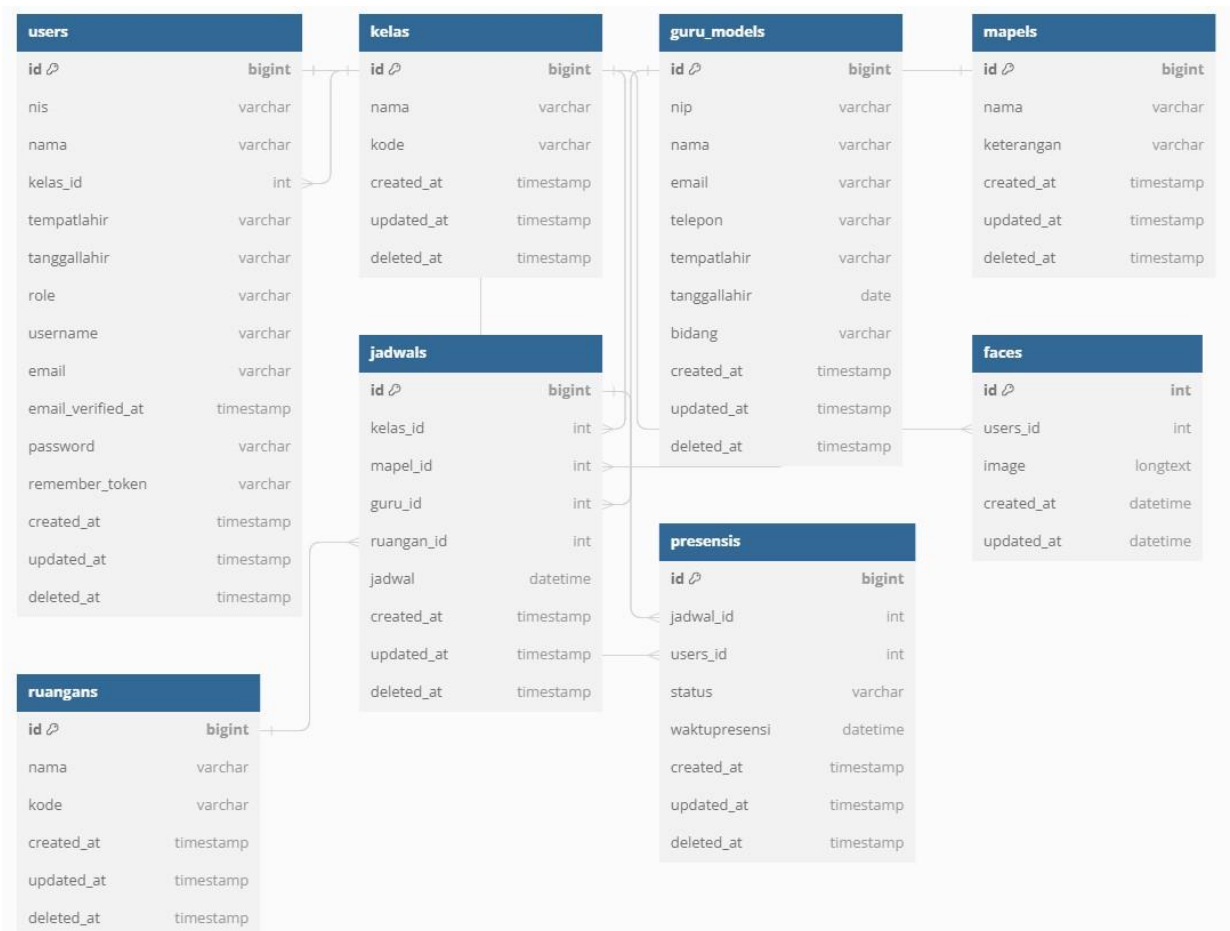 users
id bigint
nis varchar
nama varchar
kelas_id int
tempatlahir varchar
tanggallahir varchar
role varchar
username varchar
email varchar
email_verified_at timestamp
password varchar
remember_token varchar
created_at timestamp
updated_at timestamp
deleted_at timestamp
kelas
id bigint
nama varchar
kode varchar
created_at timestamp
updated_at timestamp
deleted_at timestamp
guru_models
id bigint
nip varchar
nama varchar
email varchar
telepon varchar
tempatlahir varchar
tanggallahir date
bidang varchar
created_at timestamp
updated_at timestamp
deleted_at timestamp
mapels
id bigint
nama varchar
keterangan varchar
created_at timestamp
updated_at timestamp
deleted_at timestamp
jadwals
id bigint
kelas_id int
mapel_id int
guru_id int
ruangan_id int
jadwal datetime
created_at timestamp
updated_at timestamp
deleted_at timestamp
faces
id int
users_id int
image longtext
created_at datetime
updated_at datetime
presensis
id bigint
jadwal_id int
users_id int
status varchar
waktupresensi datetime
created_at timestamp
updated_at timestamp
deleted_at timestamp
ruangans
id bigint
nama varchar
kode varchar
created_at timestamp
updated_at timestamp
deleted_at timestamp